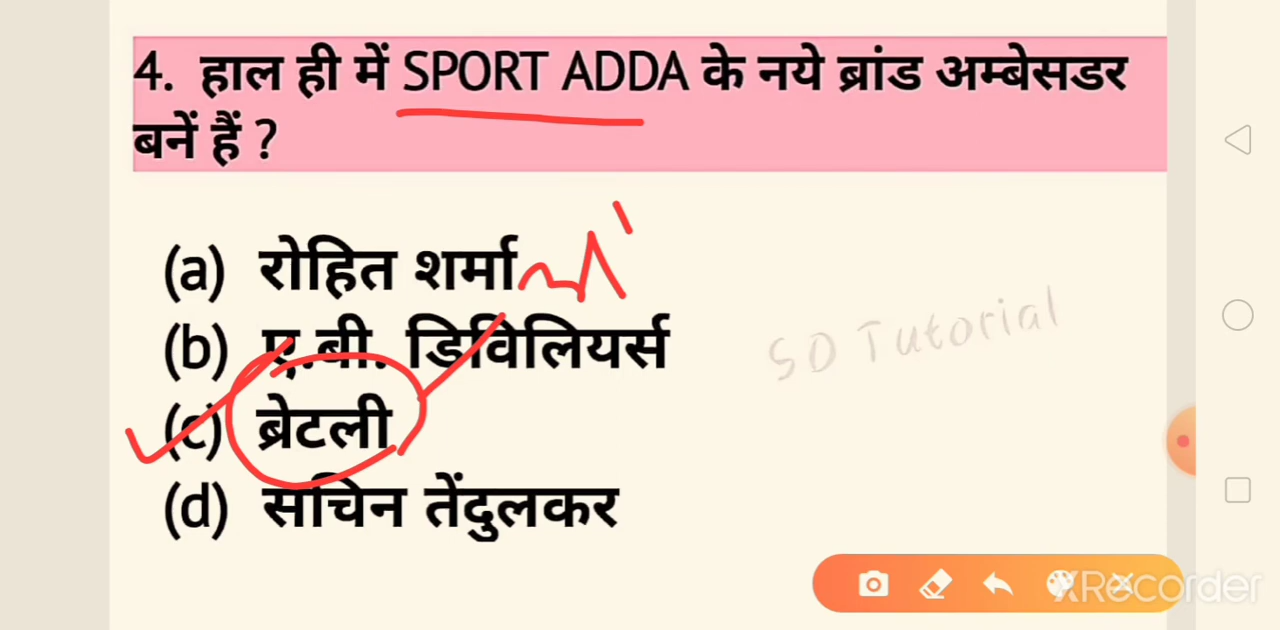 4. हाल ही में SPORT ADDA के नये ब्रांड अम्बेसडर
बनें हैं ?
(a) रोहित शर्मा
(b) ए.बी. डिविलियर्स
(c) ब्रेटली
(d) सचिन तेंदुलकर
SD Tutorial
XRecorder